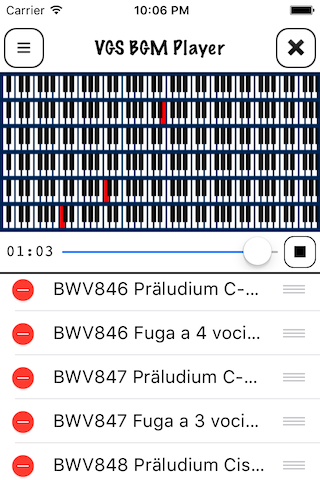 Carrier 10:06 PM
VGS BGM Player
01:03
BWV846 Präludium C-...
BWV846 Fuga a 4 voci...
BWV847 Präludium C-...
BWV847 Fuga a 3 voci...
BWV848 Präludium Cis...